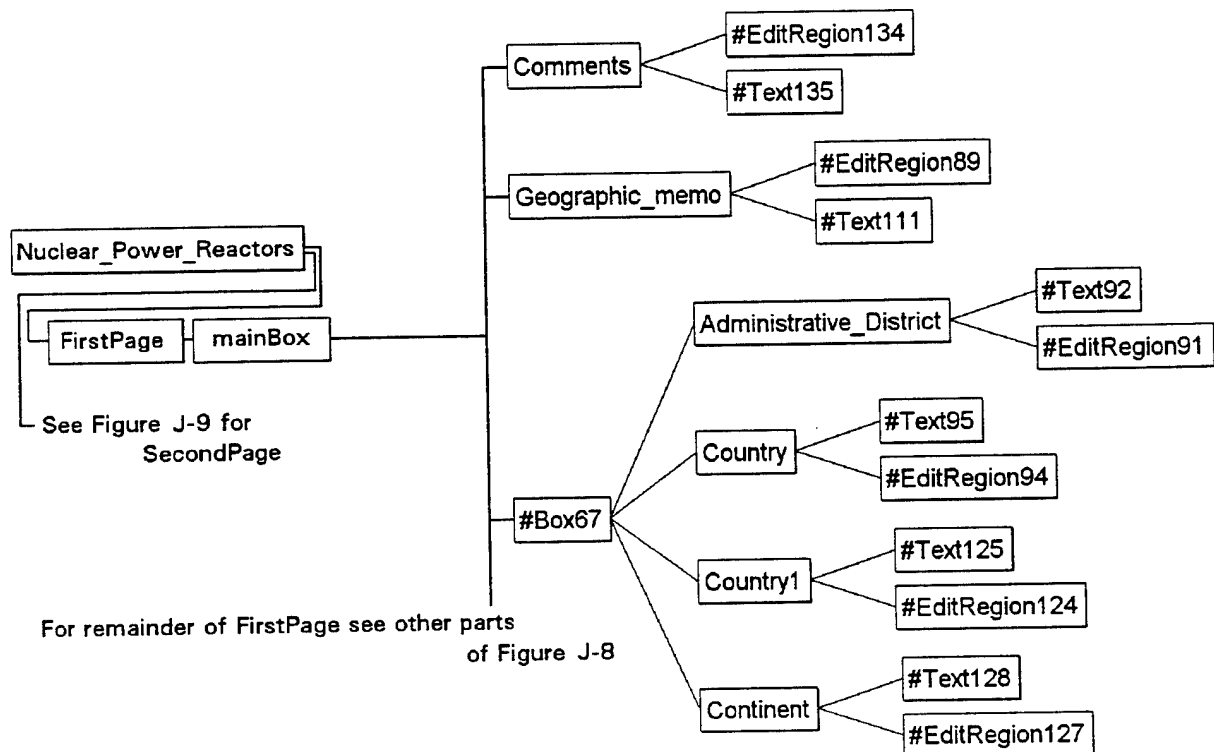 #EditRegion134
Comments
#Text135
#EditRegion89
Geographic_memo
#Text111
Nuclear_Power_Reactors
#Text92
Administrative_District
#EditRegion91
FirstPage
mainBox
See Figure J-9 for
SecondPage
#Text95
Country
#EditRegion94
#Box67
#Text125
Country1
#EditRegion124
For remainder of FirstPage see other parts
of Figure J-8
#Text128
Continent
#EditRegion127